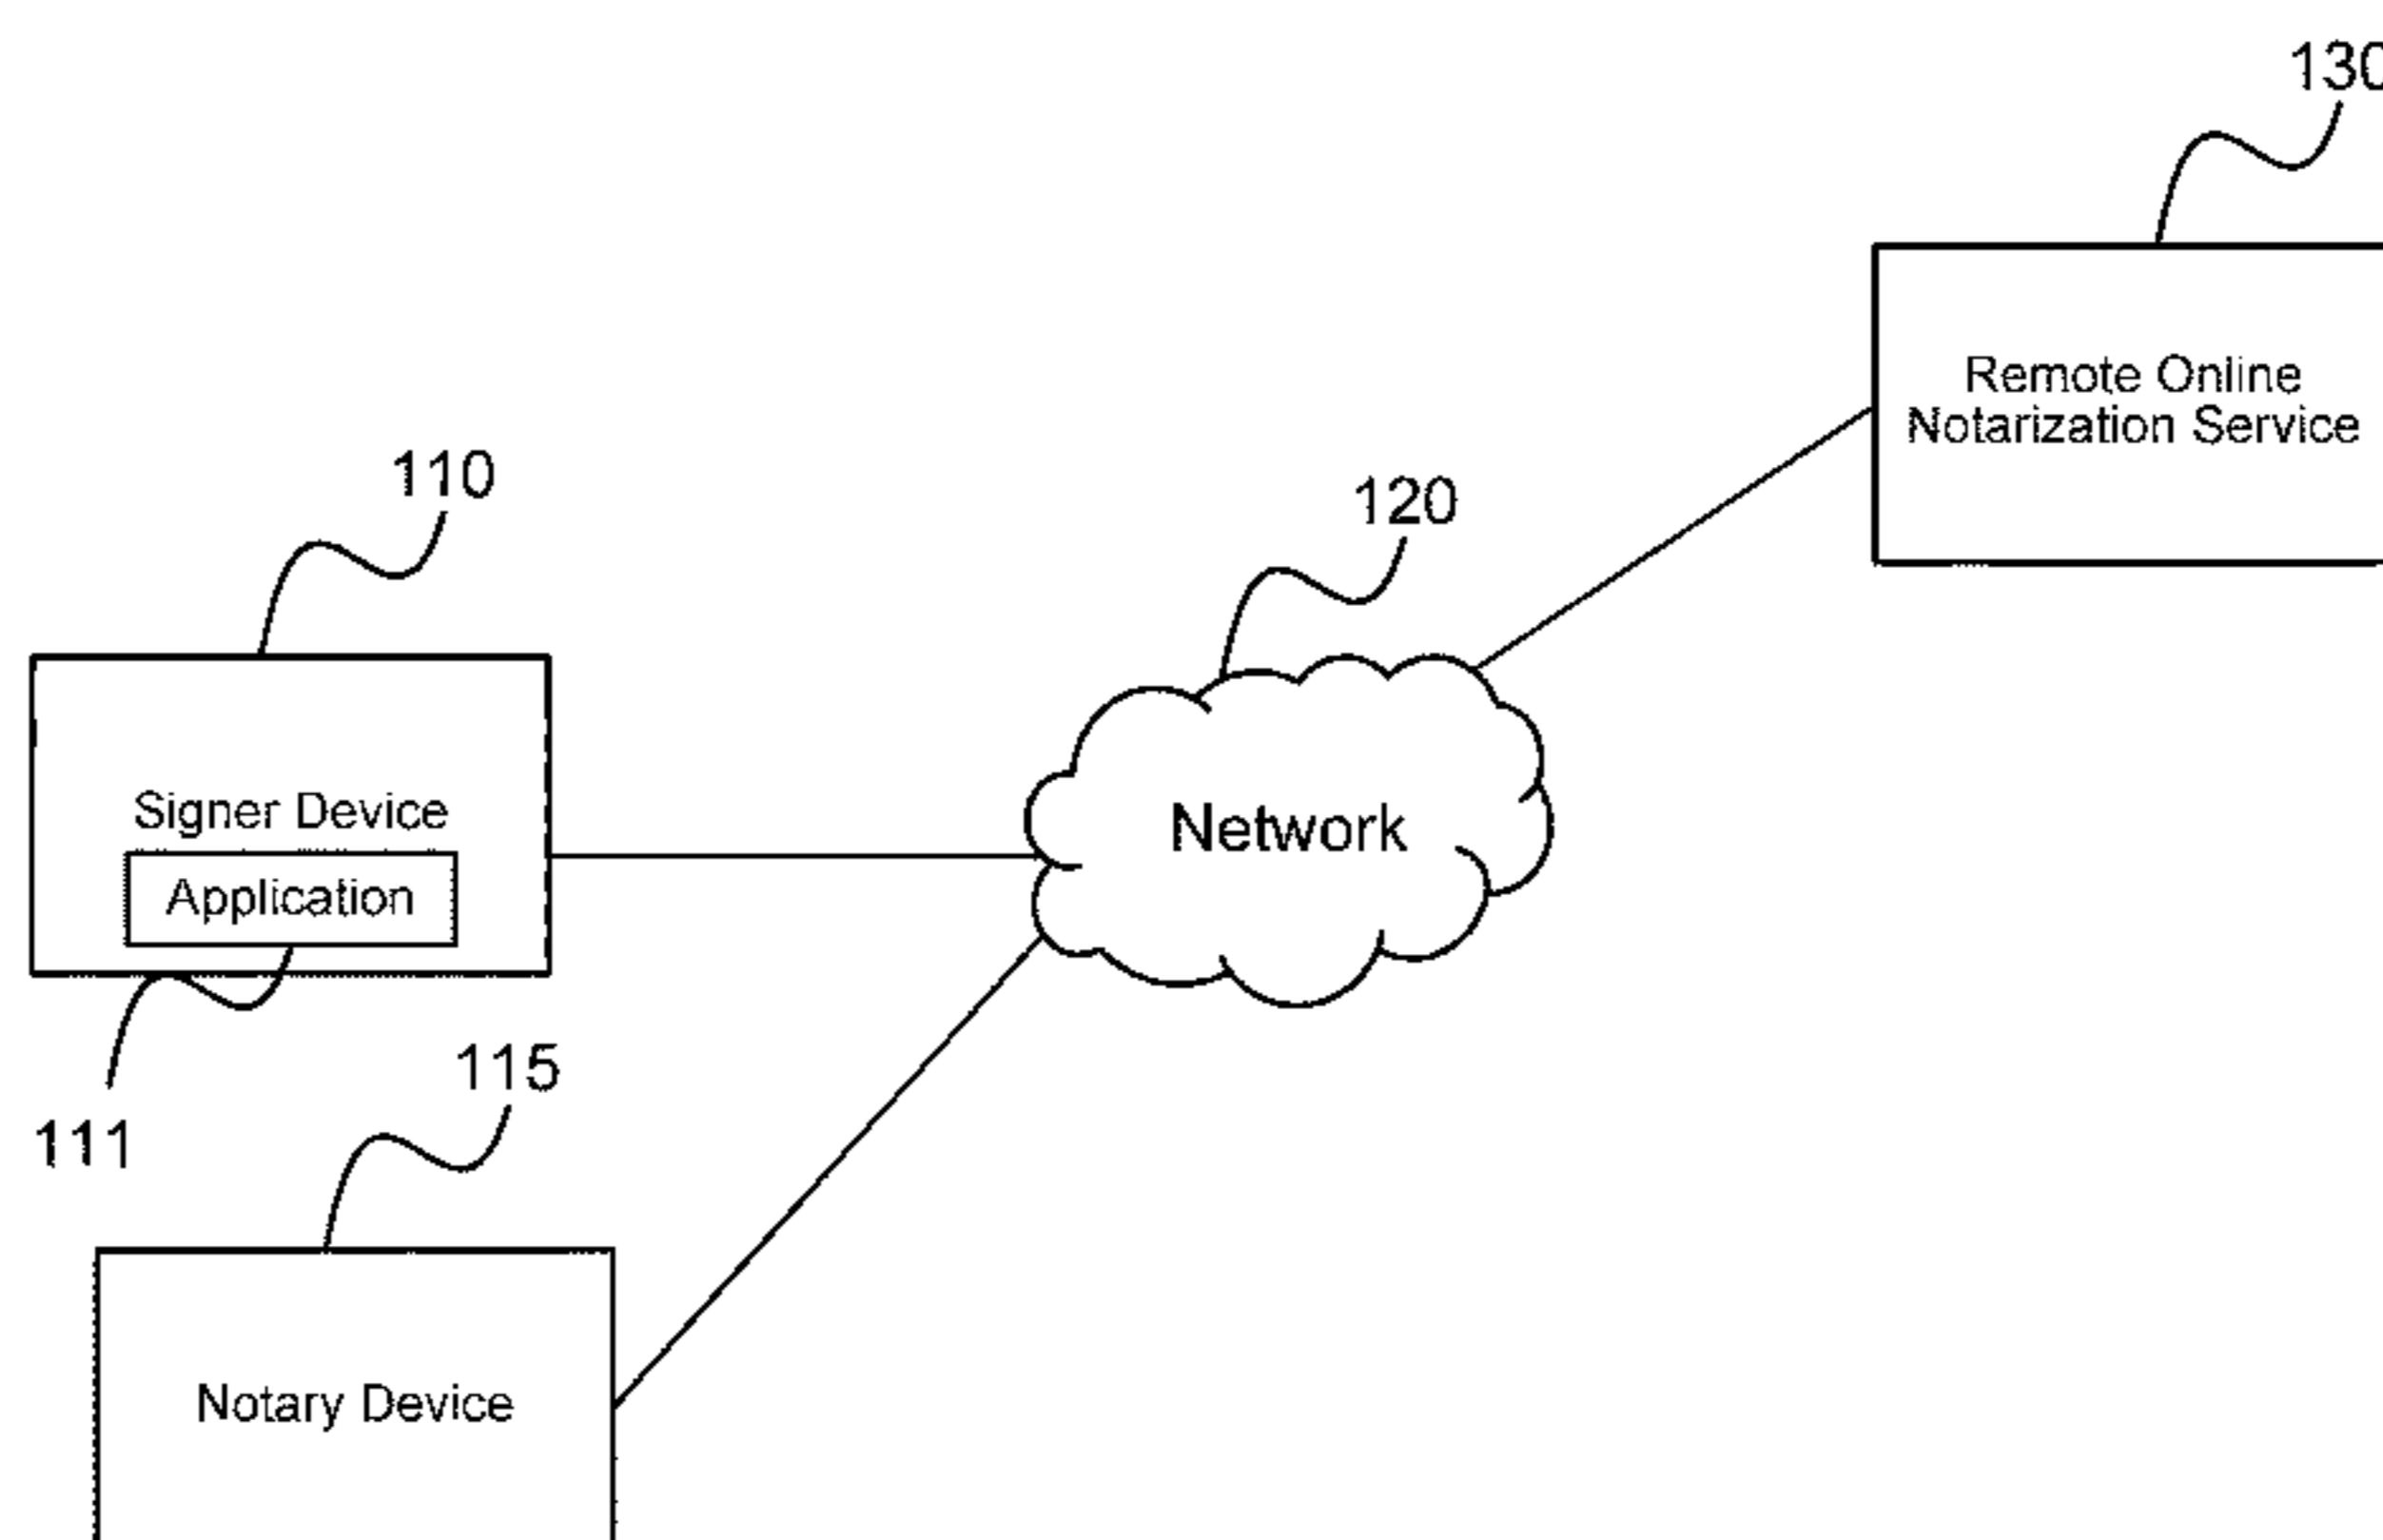 130
Remote Online
Notarization Service
110
120
Signer Device
Application
Network
111
115
Notary Device